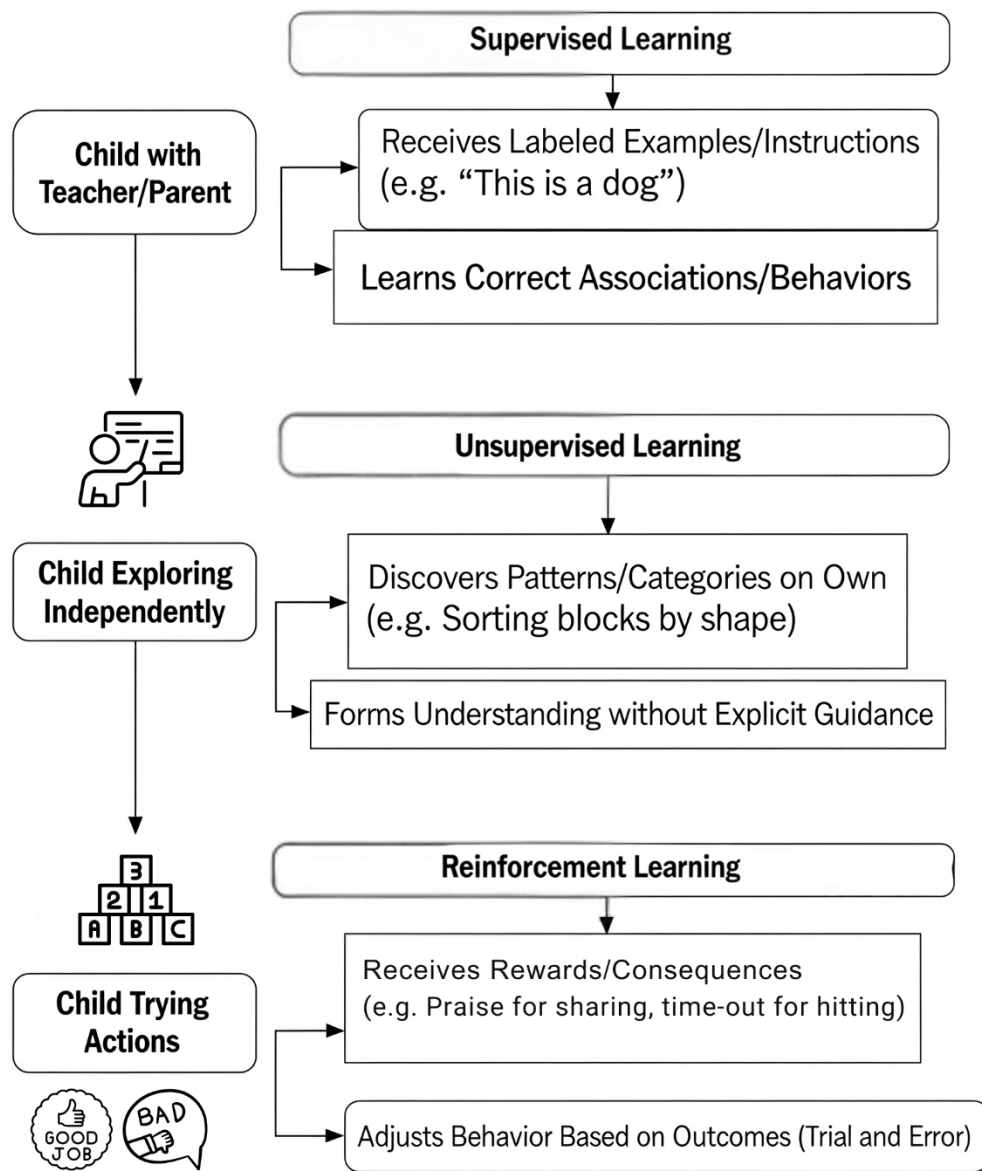 Supervised Learning
Child with
Teacher/Parent
Receives Labeled Examples/Instructions
(e.g. “This is a dog”)
Learns Correct Associations/Behaviors
Unsupervised Learning
Child Exploring
Independently
Discovers Patterns/Categories on Own
(e.g. Sorting blocks by shape)
Forms Understanding without Explicit Guidance
3
2 1
A B C
Reinforcement Learning
Child Trying
Actions
Receives Rewards/Consequences
(e.g. Praise for sharing, time-out for hitting)
GOOD
JOB
BAD
Adjusts Behavior Based on Outcomes (Trial and Error)